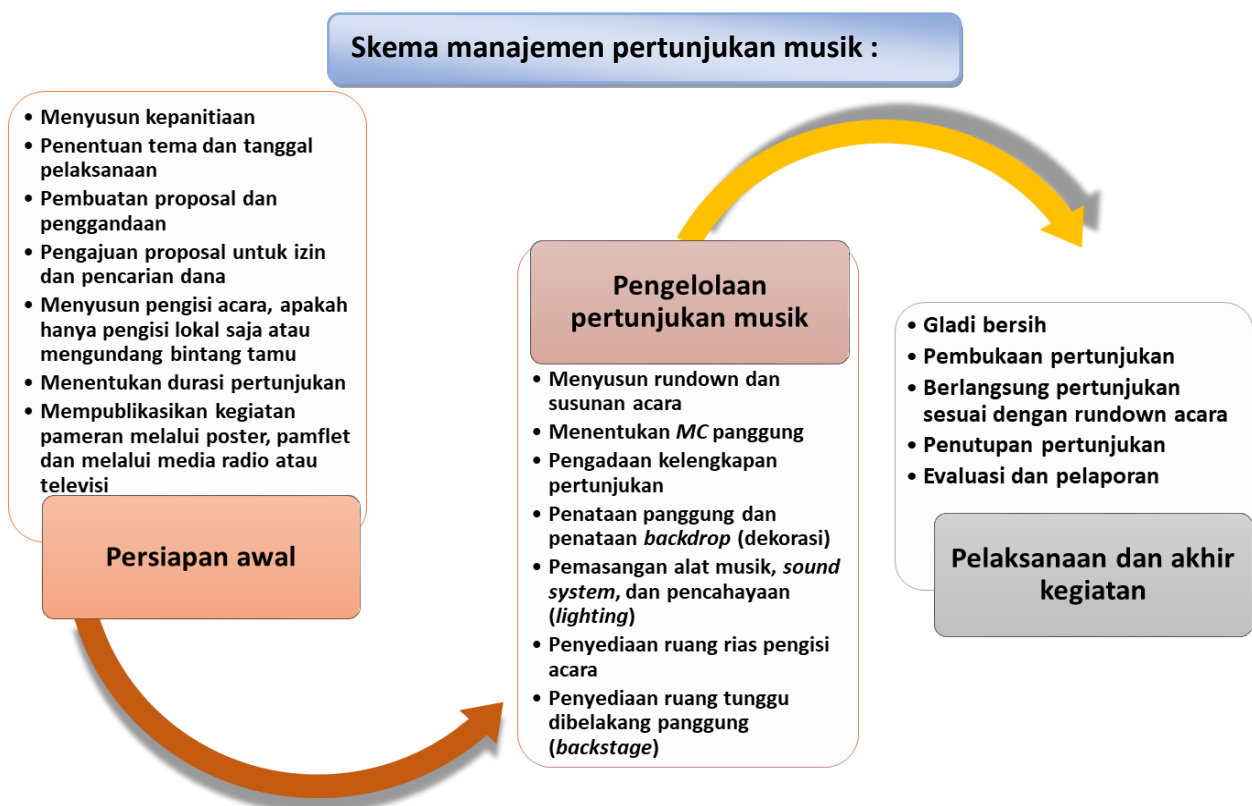 Skema manajemen pertunjukan musik :
• Menyusun kepanitiaan
• Penentuan tema dan tanggal
pelaksanaan
• Pembuatan proposal dan
penggandaan
• Pengajuan proposal untuk izin
dan pencarian dana
• Menyusun pengisi acara, apakah
hanya pengisi lokal saja atau
mengundang bintang tamu
• Menentukan durasi pertunjukan
• Mempublikasikan kegiatan
pameran melalui poster, pamflet
dan melalui media radio atau
televisi
Persiapan awal
Pengelolaan
pertunjukan musik
• Menyusun rundown dan
susunan acara
• Menentukan MC panggung
• Pengadaan kelengkapan
pertunjukan
• Penataan panggung dan
penataan backdrop (dekorasi)
• Pemasangan alat musik, sound
system, dan pencahayaan
(lighting)
• Penyediaan ruang rias pengisi
acara
• Penyediaan ruang tunggu
dibelakang panggung
(backstage)
• Gladi bersih
• Pembukaan pertunjukan
• Berlangsung pertunjukan
sesuai dengan rundown acara
• Penutupan pertunjukan
• Evaluasi dan pelaporan
Pelaksanaan dan akhir
kegiatan